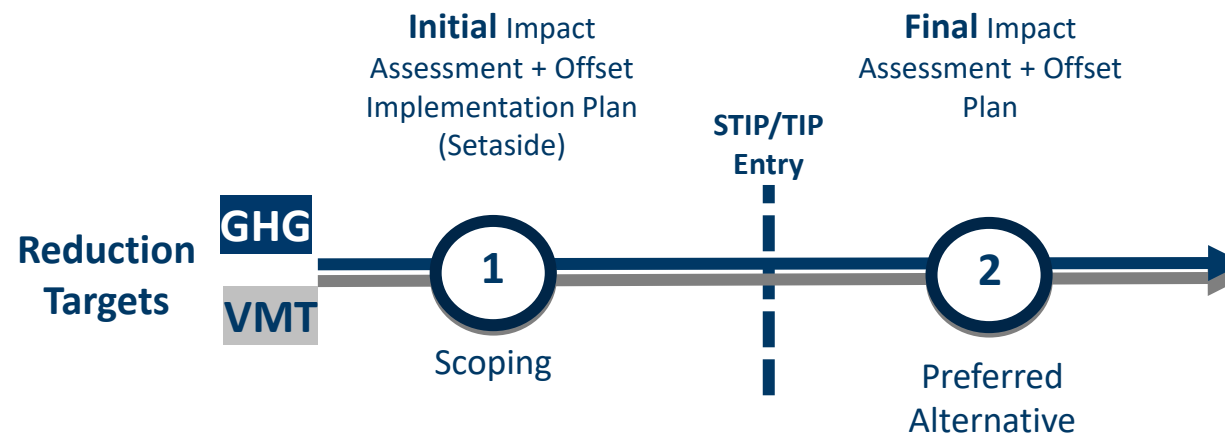 Initial Impact
Assessment + Offset
Implementation Plan
(Setaside)
Final Impact
Assessment + Offset
Plan
STIP/TIP
Entry
Reduction
Targets
GHG
VMT
1
2
Scoping
Preferred
Alternative